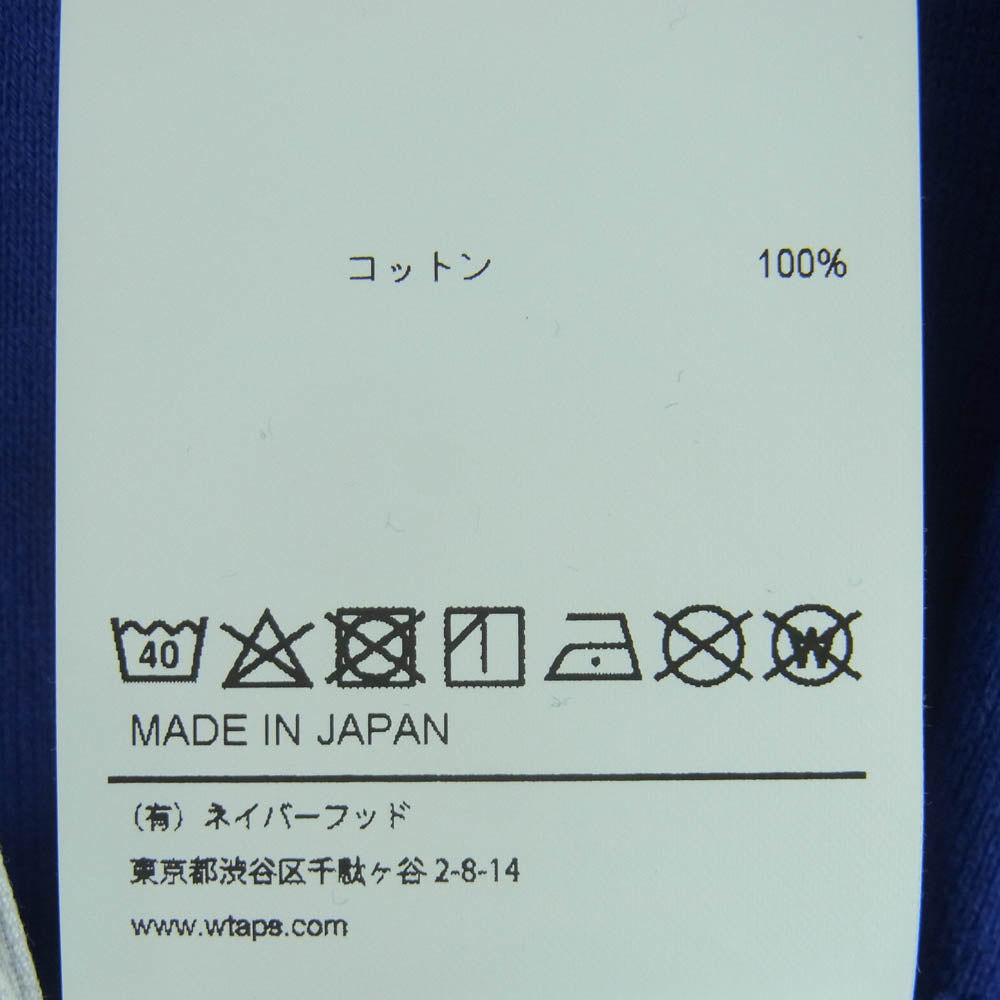 コットン 100%
40 W
MADE IN JAPAN
(有) ネイバーフッド
東京都渋谷区千駄ヶ谷 2-8-14
www.wtaps.com